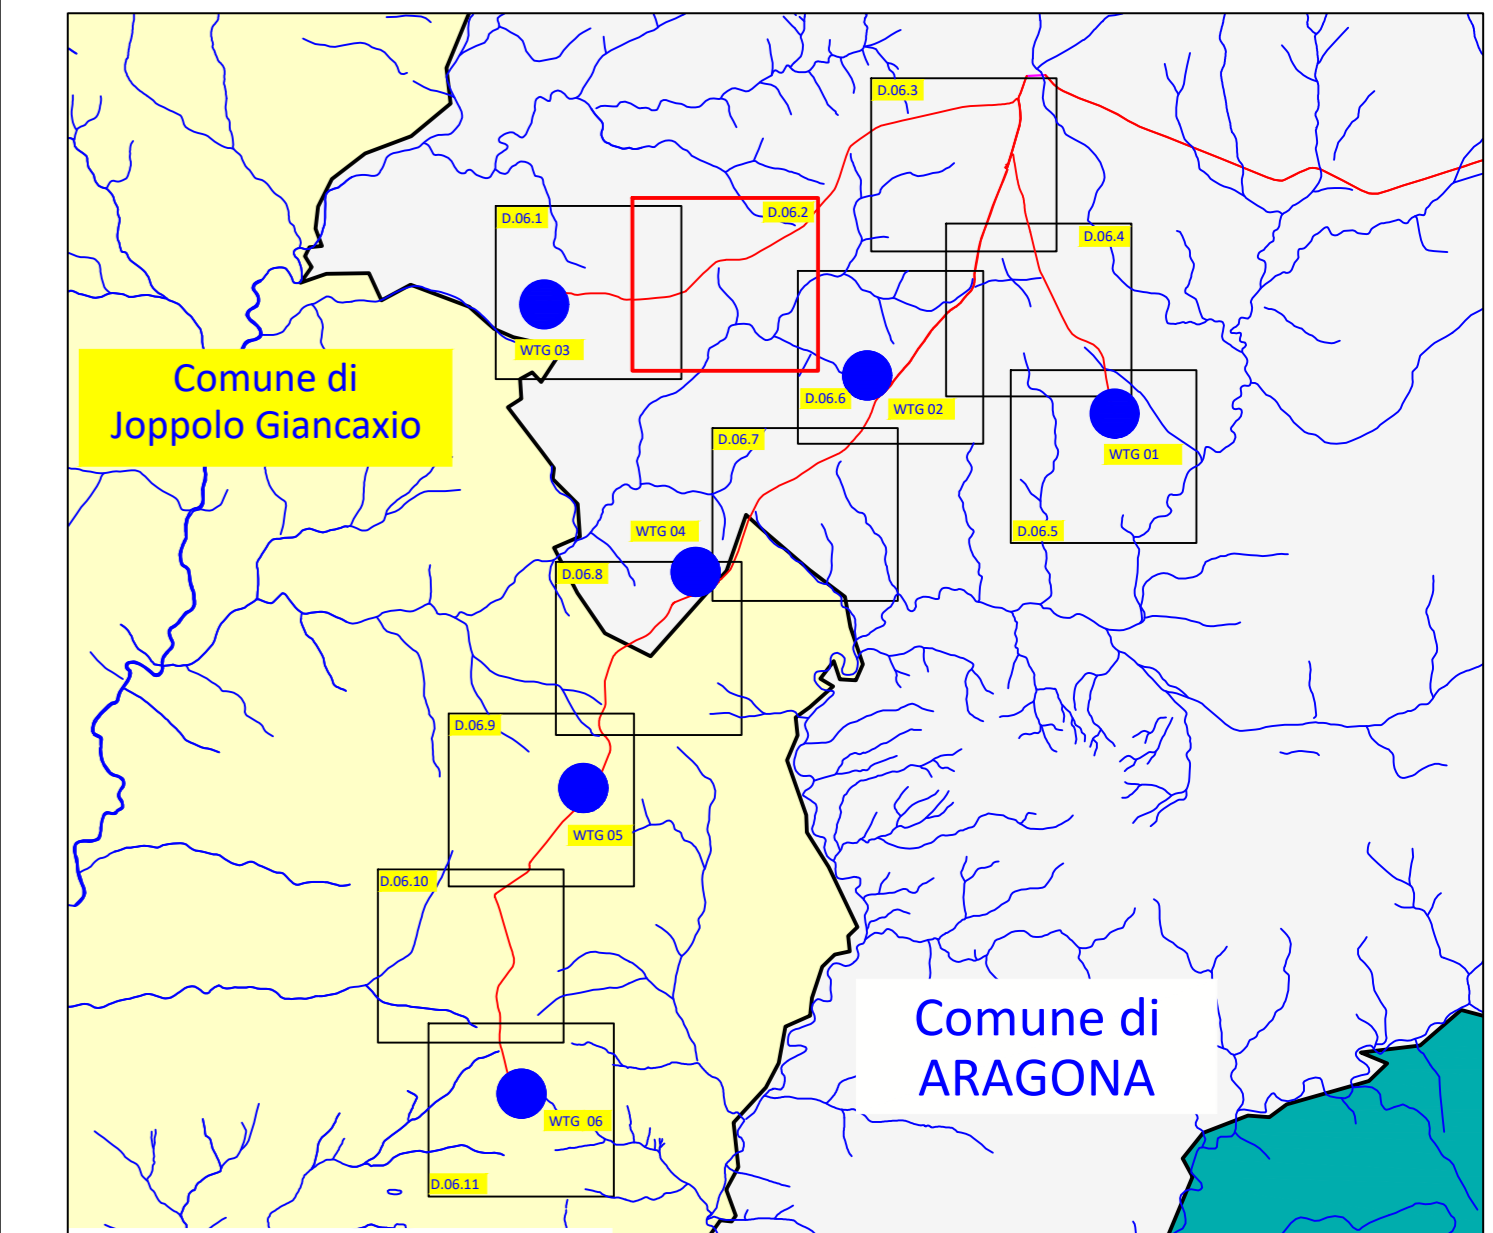 D.06.3
D.06.1
D.06.2
D.06.4
WTG 03
Comune di
Joppolo Giancaxio
D.06.6
WTG 02
D.06.7
WTG 01
WTG 04
D.06.5
D.06.8
D.06.9
WTG 05
D.06.10
Comune di
ARAGONA
WTG 06
D.06.11